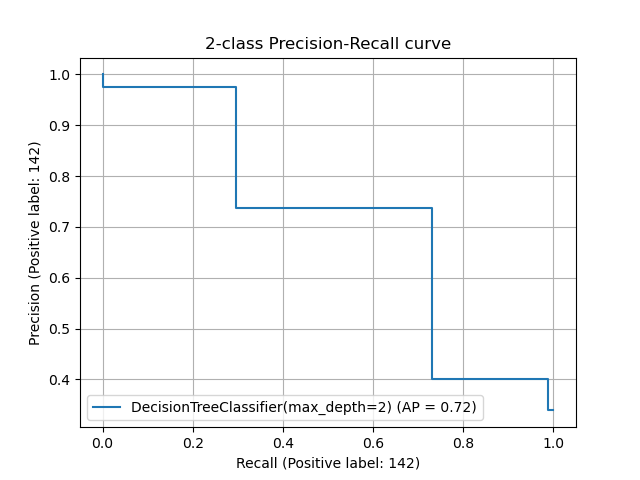 2-class Precision-Recall curve
1.0
0.9
0.8
0.7
0.6
0.5
0.4
Precision (Positive label: 142)
DecisionTreeClassifier(max_depth=2) (AP = 0.72)
0.0 0.2 0.4 0.6 0.8 1.0
Recall (Positive label: 142)